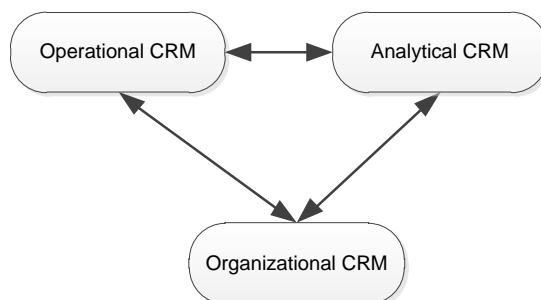 Operational CRM
Analytical CRM
Organizational CRM